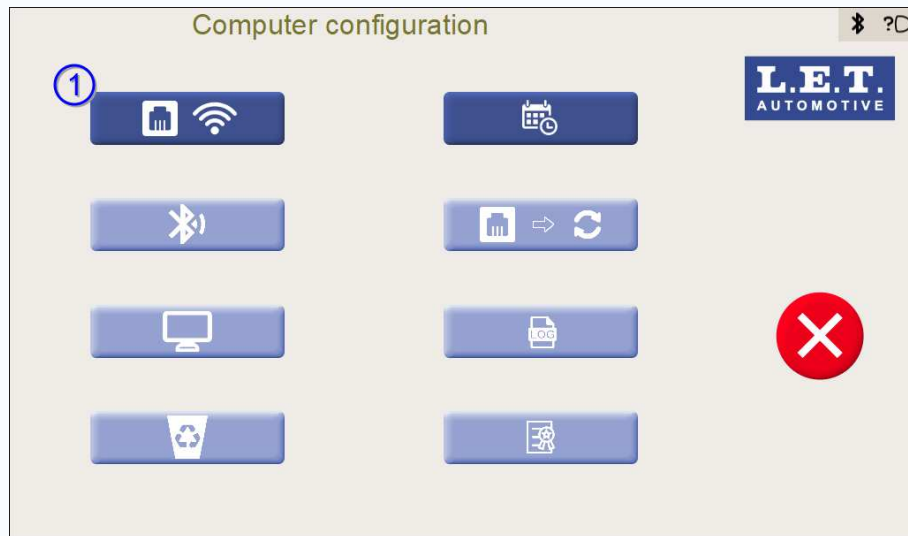 Computer configuration
?
1
L.E.T.
AUTOMOTIVE
LOG